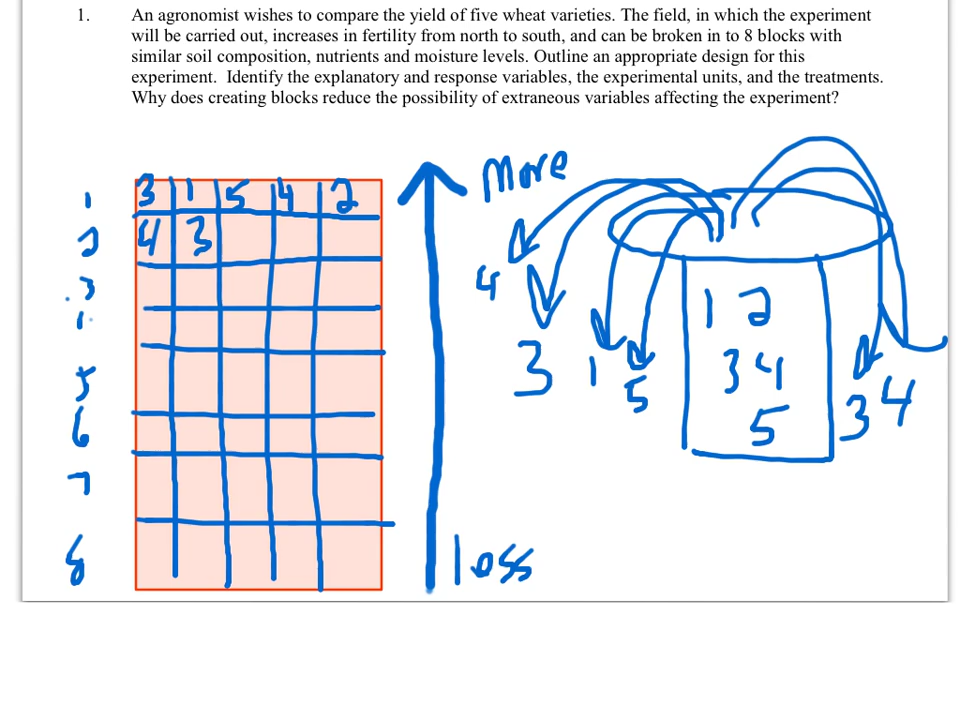 1. An agronomist wishes to compare the yield of five wheat varieties. The field, in which the experiment
will be carried out, increases in fertility from north to south, and can be broken in to 8 blocks with
similar soil composition, nutrients and moisture levels. Outline an appropriate design for this
experiment. Identify the explanatory and response variables, the experimental units, and the treatments.
Why does creating blocks reduce the possibility of extraneous variables affecting the experiment?
More
1 3 1 5 4 2
2 4 3
3
5
6
7
8
4
3 1 5
1 2
3 4
5
3 4
loss